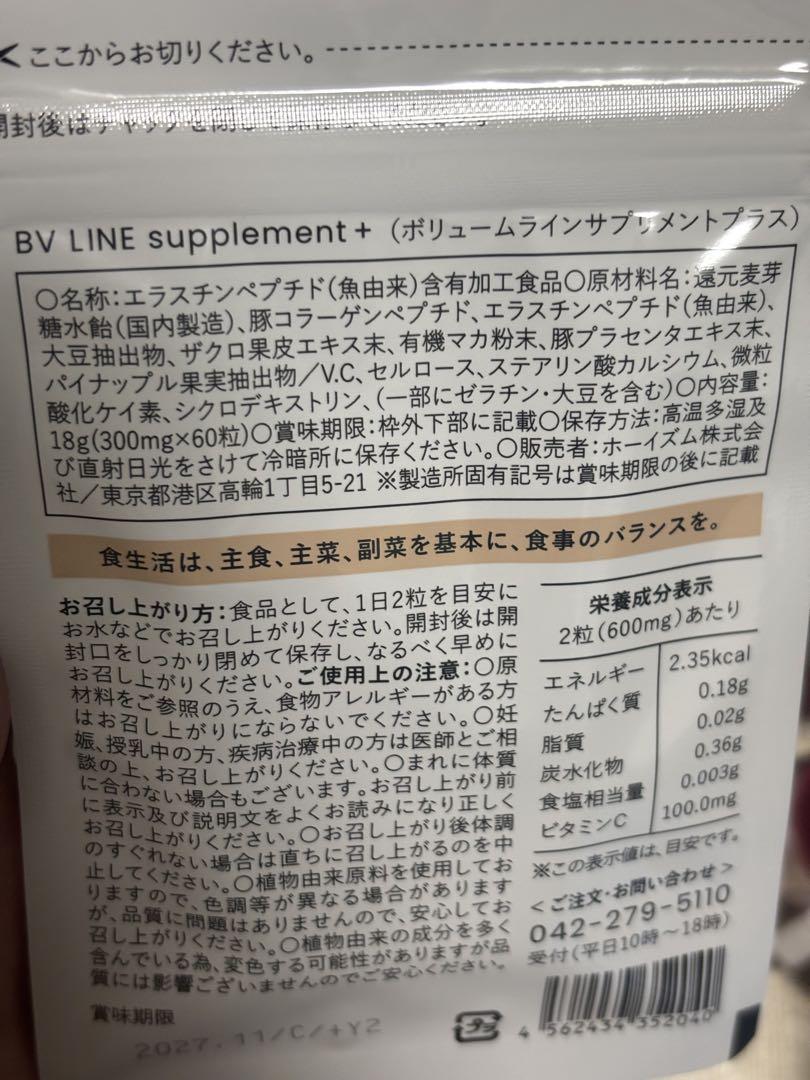 ここからお切りください。
開封後はチャックを閉じて保存
BV LINE supplement+（ボリュームラインサプリメントプラス）
○名称：エラスチンペプチド（魚由来）含有加工食品○原材料名：還元麦芽
糖水飴（国内製造）、豚コラーゲンペプチド、エラスチンペプチド（魚由来）、
大豆抽出物、ザクロ果皮エキス末、有機マカ粉末、豚プラセンタエキス末、
パイナップル果実抽出物／V.C、セルロース、ステアリン酸カルシウム、微粒
酸化ケイ素、シクロデキストリン、（一部にゼラチン・大豆を含む）○内容量：
18g(300mg×60粒)○賞味期限：枠外下部に記載○保存方法：高温多湿及
び直射日光をさけて冷暗所に保存ください。○販売者：ホーイズム株式会
社／東京都港区高輪1丁目5-21 ※製造所固有記号は賞味期限の後に記載
食生活は、主食、主菜、副菜を基本に、食事のバランスを。
お召し上がり方：食品として、1日2粒を目安に
お水などでお召し上がりください。開封後は開
封口をしっかり閉めて保存し、なるべく早めに
お召し上がりください。ご使用上の注意：○原
材料をご参照のうえ、食物アレルギーがある方
はお召し上がりにならないでください。○妊
娠、授乳中の方、疾病治療中の方は医師とご相
談の上、お召し上がりください。○まれに体質
に合わない場合もございます。お召し上がり前
に表示及び説明文をよくお読みになり正しく
お召し上がりください。○お召し上がり後体調
のすぐれない場合は直ちに召し上がるのを中
止してください。○植物由来原料を使用してお
りますので、色調等が異なる場合があります
が、品質に問題はありませんので、安心してお
召し上がりください。○植物由来の成分を多く
含んでいる為、変色する可能性がありますが品
質には影響ございませんのでご安心ください。
栄養成分表示
2粒(600mg)あたり
エネルギー 2.35kcal
たんぱく質 0.18g
脂質 0.02g
炭水化物 0.36g
食塩相当量 0.003g
ビタミンC 100.0mg
※この表示値は、目安です。
＜ご注文・お問い合わせ＞
042-279-5110
受付（平日10時～18時）
賞味期限
2027.11/C/+Y2
プラ
4 562434 352040